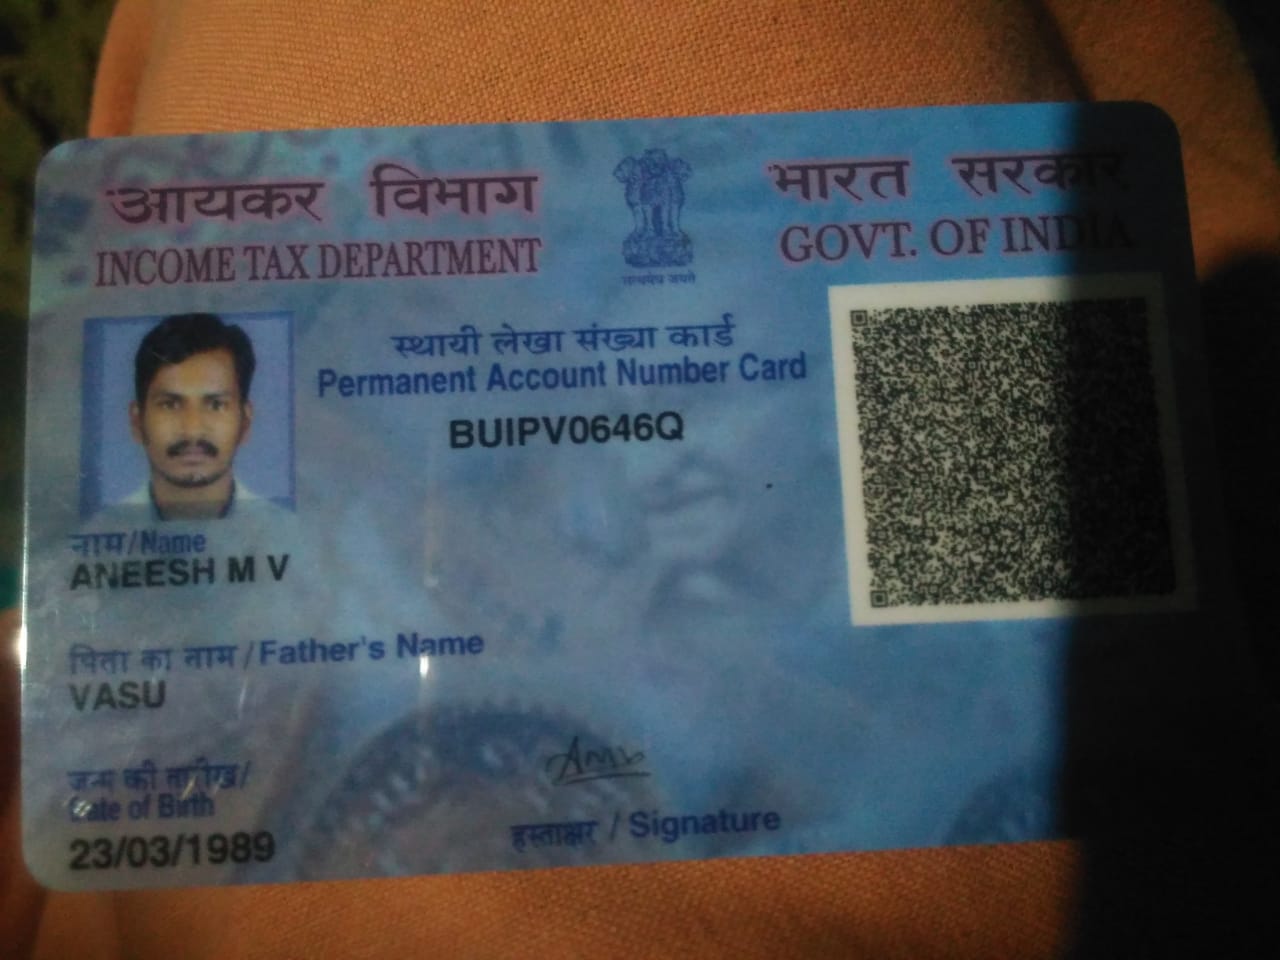 आयकर विभाग
INCOME TAX DEPARTMENT
सत्यमेव जयते
भारत सरकार
GOVT. OF INDIA
स्थायी लेखा संख्या कार्ड
Permanent Account Number Card
BUIPV0646Q
नाम/Name
ANEESH M V
पिता का नाम/Father's Name
VASU
जन्म की तारीख/
Date of Birth
23/03/1989
हस्ताक्षर/Signature